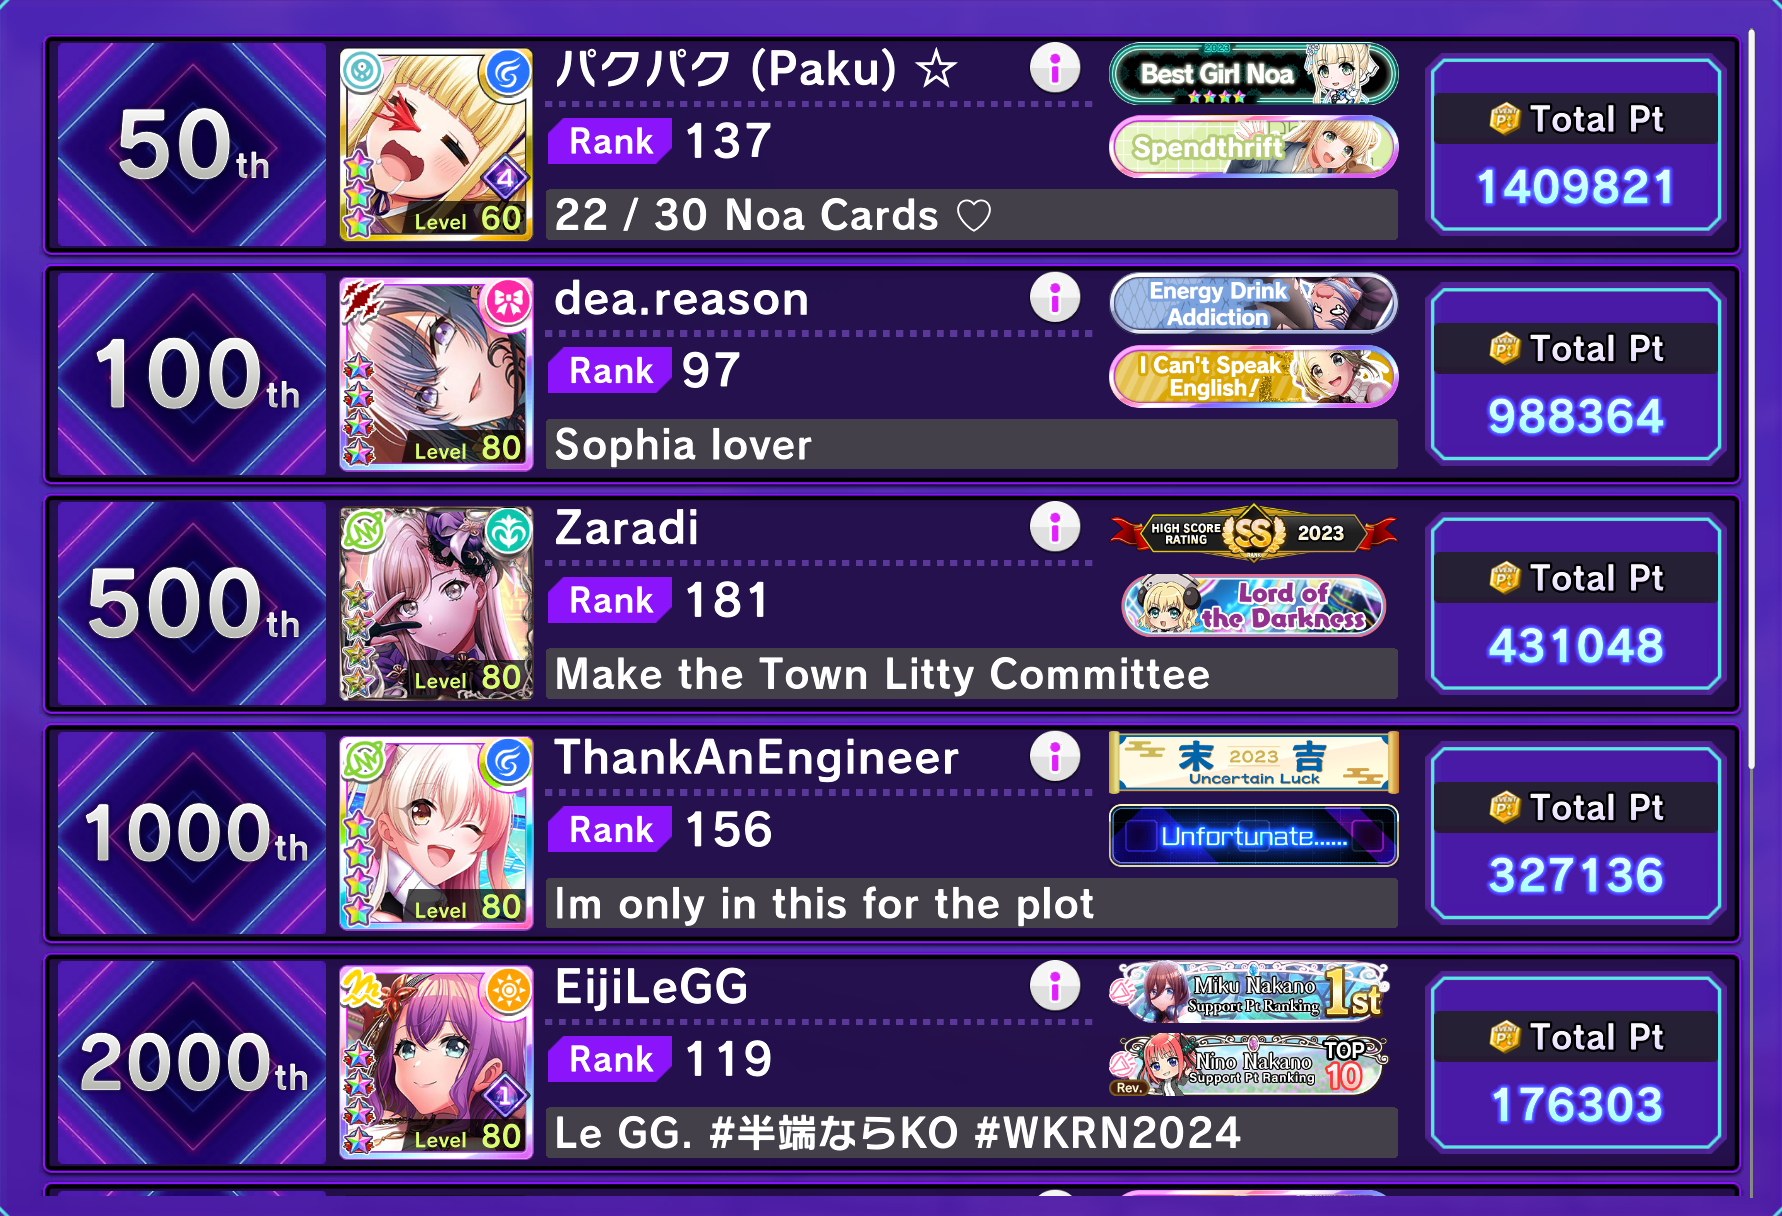 50th
パクパク (Paku) ☆
Rank 137
22 / 30 Noa Cards ♡
4
Level 60
2023
Best Girl Noa
Spendthrift
Total Pt
1409821
100th
dea.reason
Rank 97
Sophia lover
Level 80
Energy Drink
Addiction
I Can't Speak
English!
Total Pt
988364
500th
Zaradi
Rank 181
Make the Town Litty Committee
Level 80
HIGH SCORE
RATING
SS
RANK
2023
Lord of
the Darkness
Total Pt
431048
1000th
ThankAnEngineer
Rank 156
Im only in this for the plot
Level 80
末 2023 吉
Uncertain Luck
Unfortunate......
Total Pt
327136
2000th
EijiLeGG
Rank 119
Le GG. #半端ならKO #WKRN2024
1
Level 80
Miku Nakano
Support Pt Ranking
1st
Nino Nakano
Support Pt Ranking
TOP
10
Rev.
Total Pt
176303